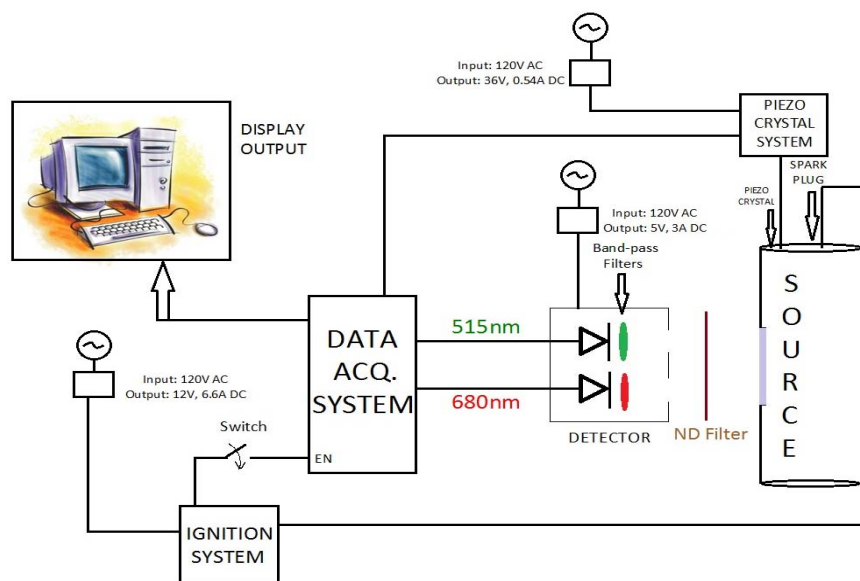 Input: 120V AC
Output: 36V, 0.54A DC
PIEZO
CRYSTAL
SYSTEM
DISPLAY
OUTPUT
SPARK
PLUG
PIEZO
CRYSTAL
Input: 120V AC
Output: 5V, 3A DC
Band-pass
Filters
SOURCE
DATA
ACQ.
SYSTEM
EN
515nm
680nm
DETECTOR
ND Filter
Input: 120V AC
Output: 12V, 6.6A DC
Switch
IGNITION
SYSTEM